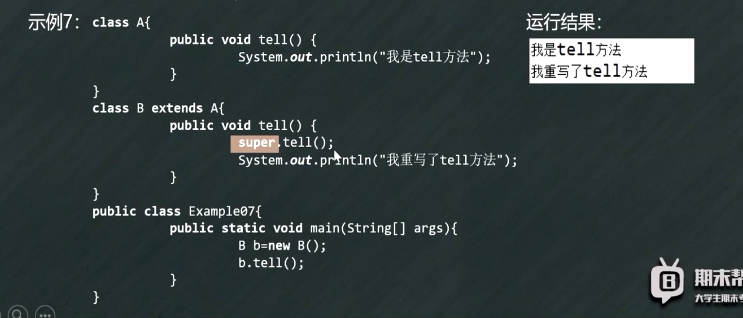 示例7：
class A{
public void tell() {
System.out.println("我是tell方法");
}
}
class B extends A{
public void tell() {
super.tell();
System.out.println("我重写了tell方法");
}
}
public class Example07{
public static void main(String[] args){
B b=new B();
b.tell();
}
}
运行结果：
我是tell方法
我重写了tell方法
期末帮
大学生期末专